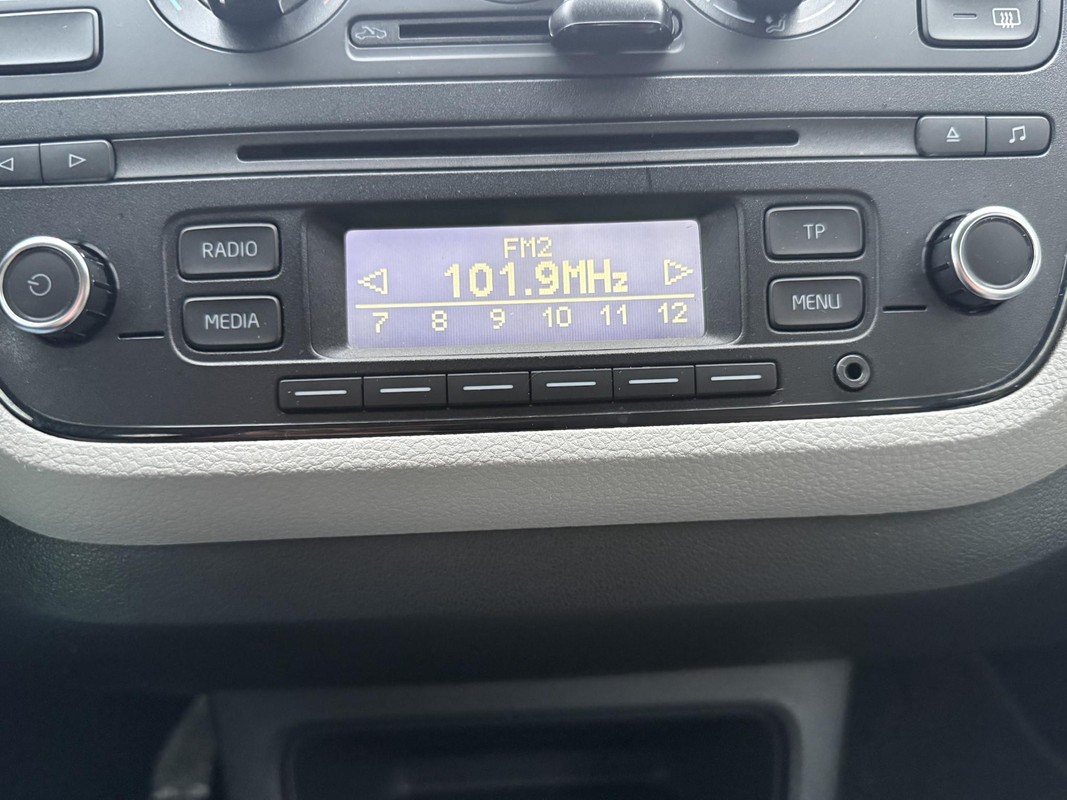 RADIO
MEDIA
FM2
101.9MHz
7 8 9 10 11 12
TP
MENU